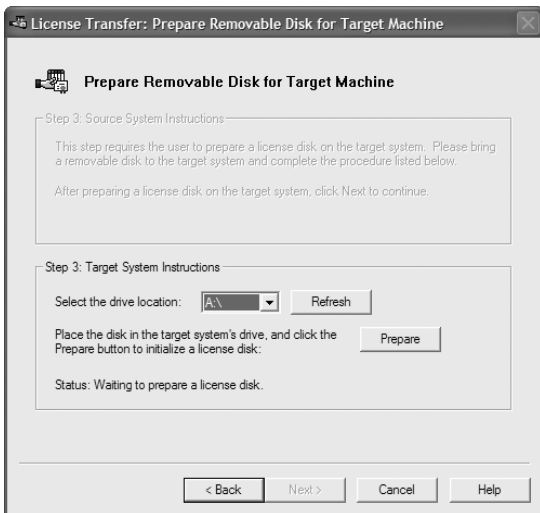 License Transfer: Prepare Removable Disk for Target Machine
Prepare Removable Disk for Target Machine
Step 3: Source System Instructions
This step requires the user to prepare a license disk on the target system. Please bring
a removable disk to the target system and complete the procedure listed below.
After preparing a license disk on the target system, click Next to continue.
Step 3: Target System Instructions
Select the drive location: A:\ Refresh
Place the disk in the target system's drive, and click the
Prepare button to initialize a license disk:
Prepare
Status: Waiting to prepare a license disk.
< Back Next > Cancel Help